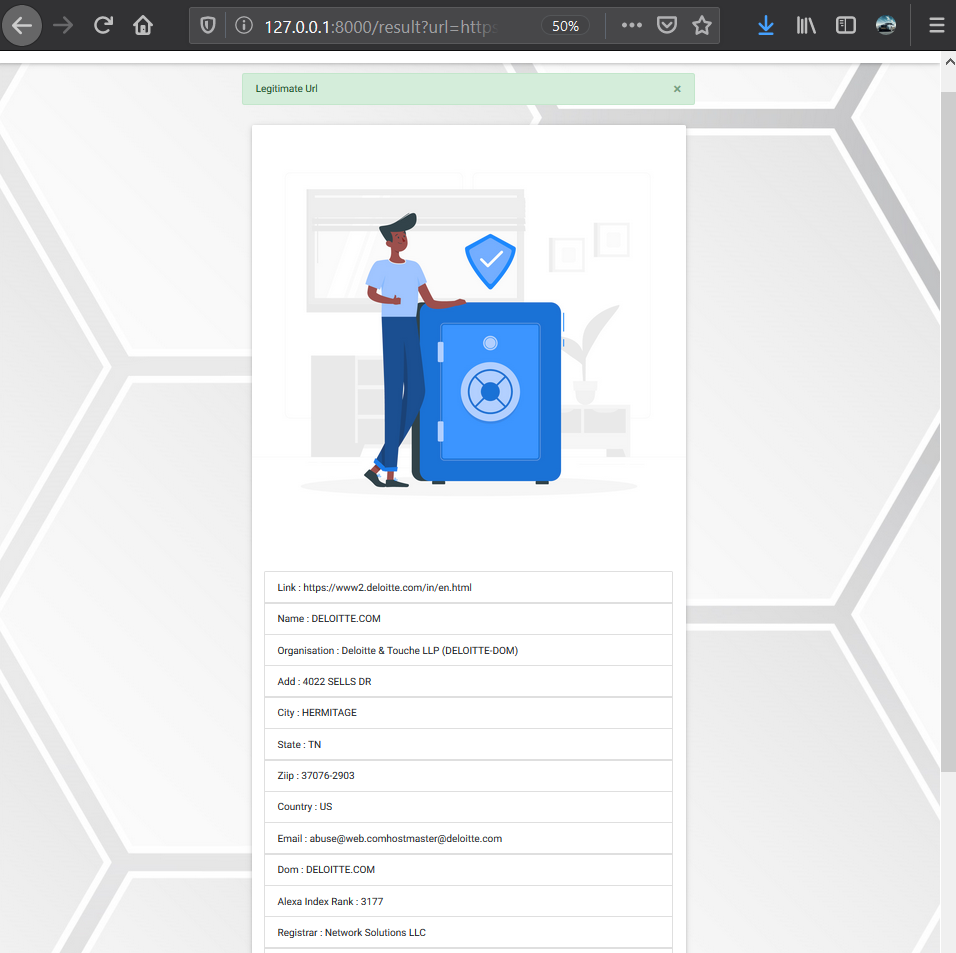 127.0.0.1:8000/result?url=https
50%
Legitimate Url
×
Link : https://www2.deloitte.com/in/en.html
Name : DELOITTE.COM
Organisation : Deloitte & Touche LLP (DELOITTE-DOM)
Add : 4022 SELLS DR
City : HERMITAGE
State : TN
Ziip : 37076-2903
Country : US
Email : abuse@web.comhostmaster@deloitte.com
Dom : DELOITTE.COM
Alexa Index Rank : 3177
Registrar : Network Solutions LLC